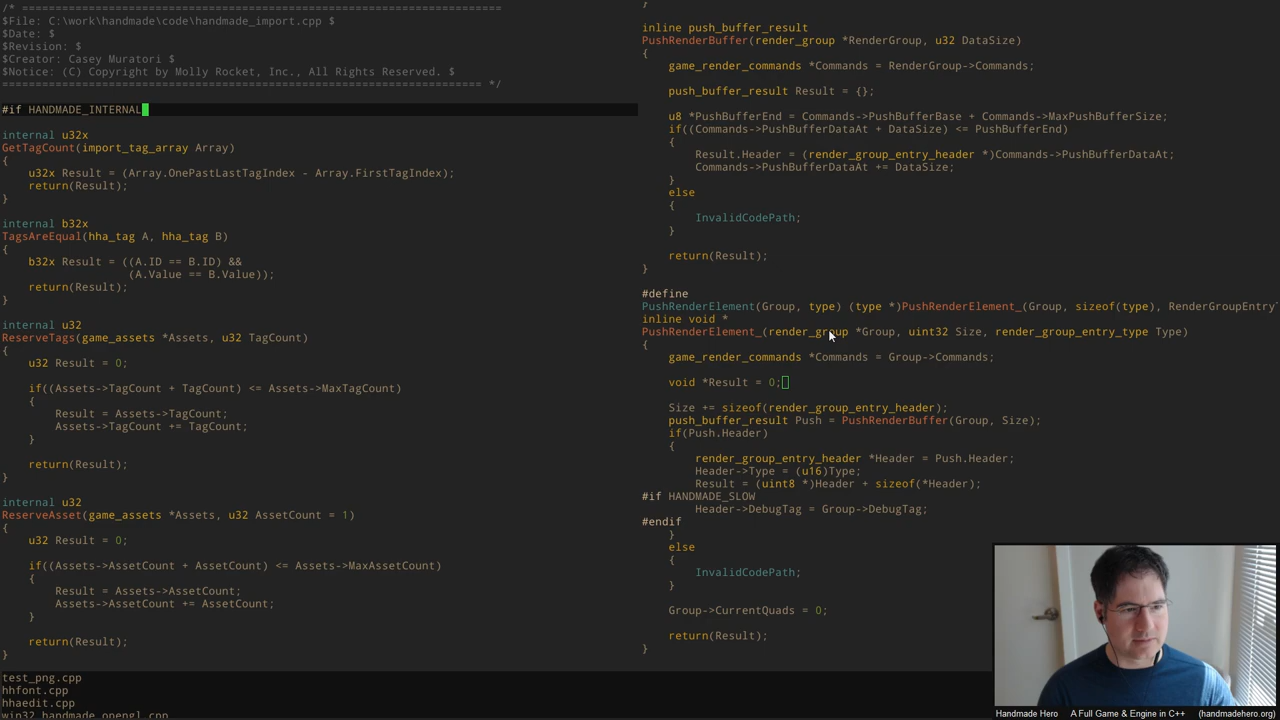 /* ========================================================================
$File: C:\work\handmade\code\handmade_import.cpp $
$Date: $
$Revision: $
$Creator: Casey Muratori $
$Notice: (C) Copyright by Molly Rocket, Inc., All Rights Reserved. $
======================================================================== */
#if HANDMADE_INTERNAL
internal u32x
GetTagCount(import_tag_array Array)
{
u32x Result = (Array.OnePastLastTagIndex - Array.FirstTagIndex);
return(Result);
}
internal b32x
TagsAreEqual(hha_tag A, hha_tag B)
{
b32x Result = ((A.ID == B.ID) &&
(A.Value == B.Value));
return(Result);
}
internal u32
ReserveTags(game_assets *Assets, u32 TagCount)
{
u32 Result = 0;
if((Assets->TagCount + TagCount) <= Assets->MaxTagCount)
{
Result = Assets->TagCount;
Assets->TagCount += TagCount;
}
return(Result);
}
internal u32
ReserveAsset(game_assets *Assets, u32 AssetCount = 1)
{
u32 Result = 0;
if((Assets->AssetCount + AssetCount) <= Assets->MaxAssetCount)
{
Result = Assets->AssetCount;
Assets->AssetCount += AssetCount;
}
return(Result);
}
test_png.cpp
hhfont.cpp
hhaedit.cpp
win32_handmade_opengl.cpp
inline push_buffer_result
PushRenderBuffer(render_group *RenderGroup, u32 DataSize)
{
game_render_commands *Commands = RenderGroup->Commands;
push_buffer_result Result = {};
u8 *PushBufferEnd = Commands->PushBufferBase + Commands->MaxPushBufferSize;
if((Commands->PushBufferDataAt + DataSize) <= PushBufferEnd)
{
Result.Header = (render_group_entry_header *)Commands->PushBufferDataAt;
Commands->PushBufferDataAt += DataSize;
}
else
{
InvalidCodePath;
}
return(Result);
}
#define
PushRenderElement(Group, type) (type *)PushRenderElement_(Group, sizeof(type), RenderGroupEntry
inline void *
PushRenderElement_(render_group *Group, uint32 Size, render_group_entry_type Type)
{
game_render_commands *Commands = Group->Commands;
void *Result = 0;
Size += sizeof(render_group_entry_header);
push_buffer_result Push = PushRenderBuffer(Group, Size);
if(Push.Header)
{
render_group_entry_header *Header = Push.Header;
Header->Type = (u16)Type;
Result = (uint8 *)Header + sizeof(*Header);
#if HANDMADE_SLOW
Header->DebugTag = Group->DebugTag;
#endif
}
else
{
InvalidCodePath;
}
Group->CurrentQuads = 0;
return(Result);
}
Handmade Hero A Full Game & Engine in C++ (handmadehero.org)